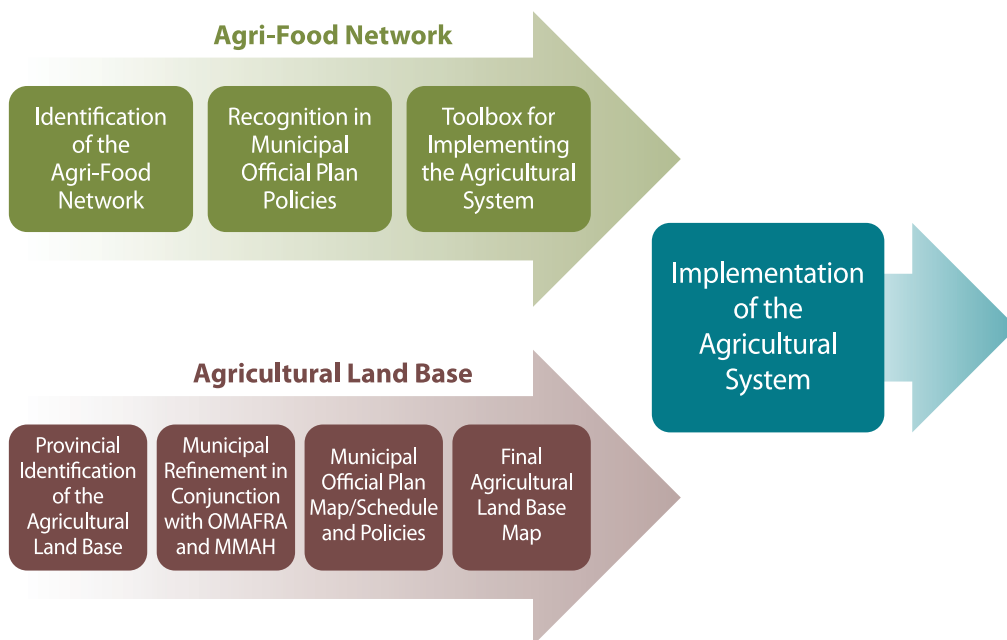 Agri-Food Network
Identification
of the
Agri-Food
Network
Recognition in
Municipal
Official Plan
Policies
Toolbox for
Implementing
the Agricultural
System
Implementation
of the
Agricultural
System
Agricultural Land Base
Provincial
Identification
of the
Agricultural
Land Base
Municipal
Refinement in
Conjunction
with OMAFRA
and MMAH
Municipal
Official Plan
Map/Schedule
and Policies
Final
Agricultural
Land Base
Map